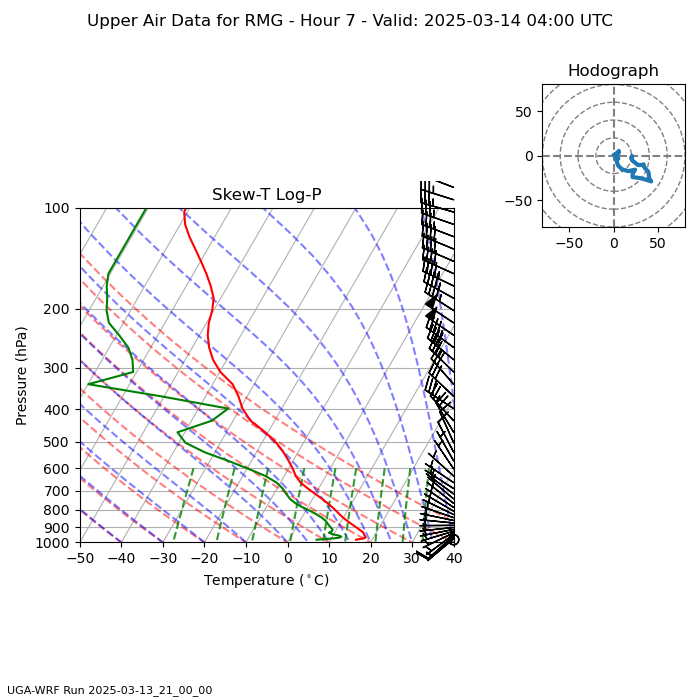 Upper Air Data for RMG - Hour 7 - Valid: 2025-03-14 04:00 UTC
Hodograph
50
0
−50
−50 0 50
Skew-T Log-P
100
200
300
400
500
600
700
800
900
1000
Pressure (hPa)
−50 −40 −30 −20 −10 0 10 20 30 40
Temperature (°C)
UGA-WRF Run 2025-03-13_21_00_00